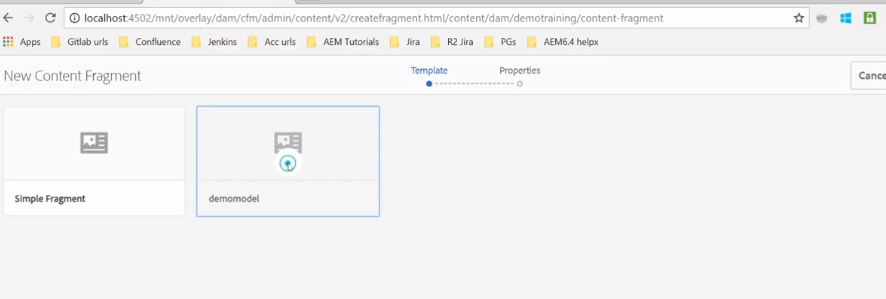 localhost:4502/mnt/overlay/dam/cfm/admin/content/v2/createfragment.html/content/dam/demotraining/content-fragment
Apps Gitlab urls Confluence Jenkins Acc urls AEM Tutorials Jira R2 Jira PGs AEM6.4 helpx
New Content Fragment Template Properties Cance
Simple Fragment demomodel